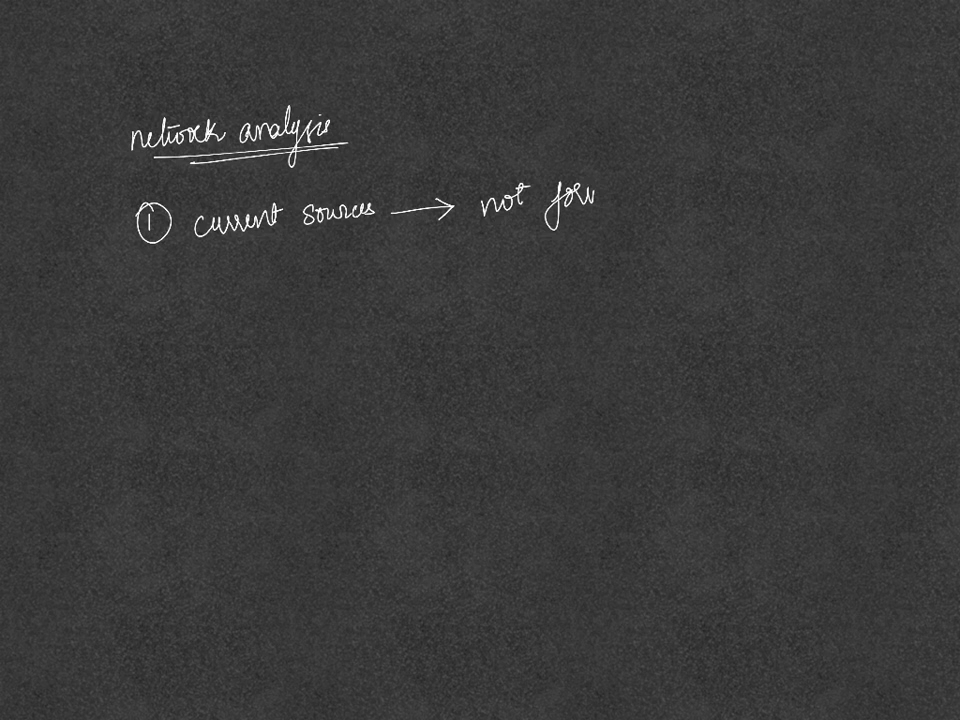 network analysis
① current sources → not